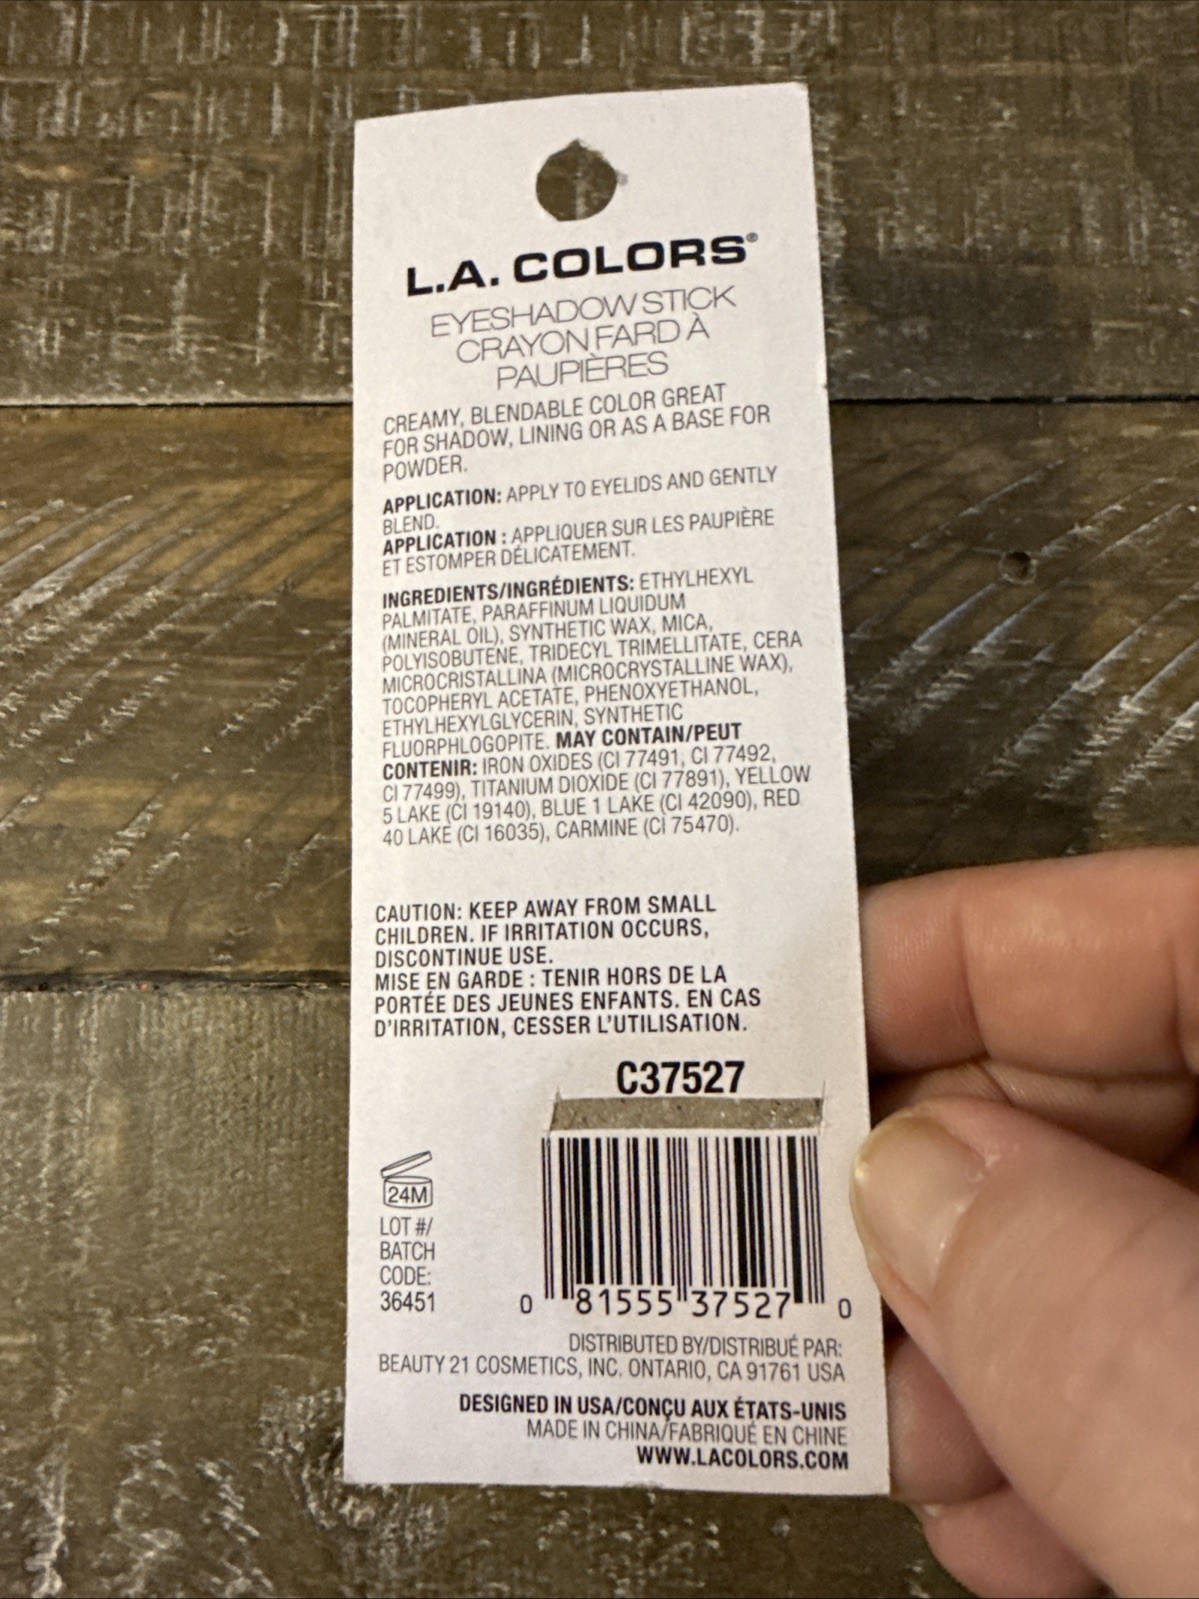 L.A. COLORS®
EYESHADOW STICK
CRAYON FARD À
PAUPIÈRES
CREAMY, BLENDABLE COLOR GREAT
FOR SHADOW, LINING OR AS A BASE FOR
POWDER.
APPLICATION: APPLY TO EYELIDS AND GENTLY
BLEND.
APPLICATION : APPLIQUER SUR LES PAUPIÈRE
ET ESTOMPER DÉLICATEMENT.
INGREDIENTS/INGRÉDIENTS: ETHYLHEXYL
PALMITATE, PARAFFINUM LIQUIDUM
(MINERAL OIL), SYNTHETIC WAX, MICA,
POLYISOBUTENE, TRIDECYL TRIMELLITATE, CERA
MICROCRISTALLINA (MICROCRYSTALLINE WAX),
TOCOPHERYL ACETATE, PHENOXYETHANOL,
ETHYLHEXYLGLYCERIN, SYNTHETIC
FLUORPHLOGOPITE. MAY CONTAIN/PEUT
CONTENIR: IRON OXIDES (CI 77491, CI 77492,
CI 77499), TITANIUM DIOXIDE (CI 77891), YELLOW
5 LAKE (CI 19140), BLUE 1 LAKE (CI 42090), RED
40 LAKE (CI 16035), CARMINE (CI 75470).
CAUTION: KEEP AWAY FROM SMALL
CHILDREN. IF IRRITATION OCCURS,
DISCONTINUE USE.
MISE EN GARDE : TENIR HORS DE LA
PORTÉE DES JEUNES ENFANTS. EN CAS
D'IRRITATION, CESSER L'UTILISATION.
C37527
24M
LOT #/
BATCH
CODE:
36451
0 81555 37527 0
DISTRIBUTED BY/DISTRIBUÉ PAR:
BEAUTY 21 COSMETICS, INC. ONTARIO, CA 91761 USA
DESIGNED IN USA/CONÇU AUX ÉTATS-UNIS
MADE IN CHINA/FABRIQUÉ EN CHINE
WWW.LACOLORS.COM